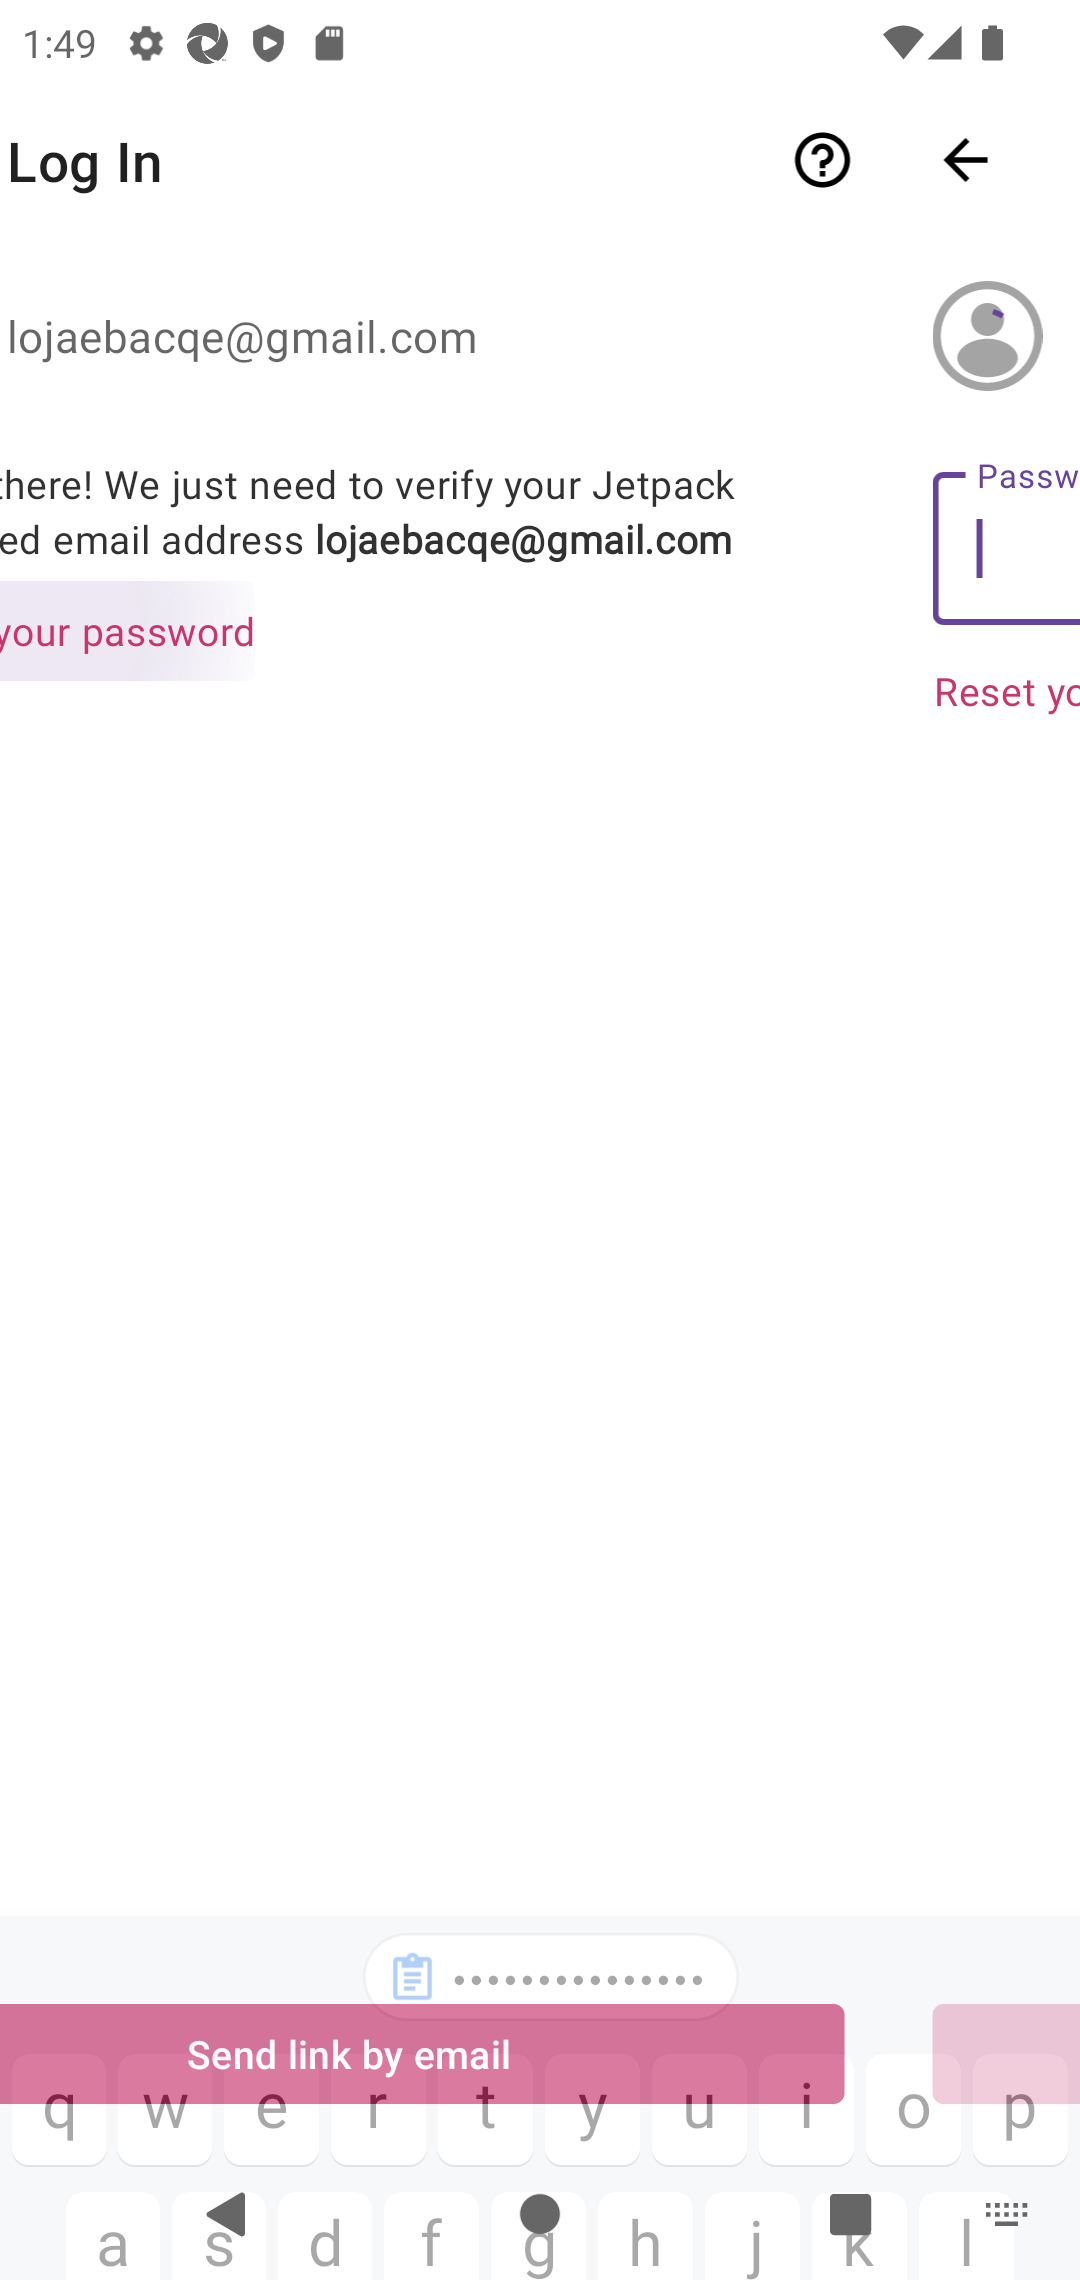 1:49
Log In
lojaebacqe@gmail.com
there! We just need to verify your Jetpack
ed email address lojaebacqe@gmail.com
your password
Passw
Reset yo
••••••••••••••••
Send link by email
q w e r t y u i o p
a s d f g h j k l